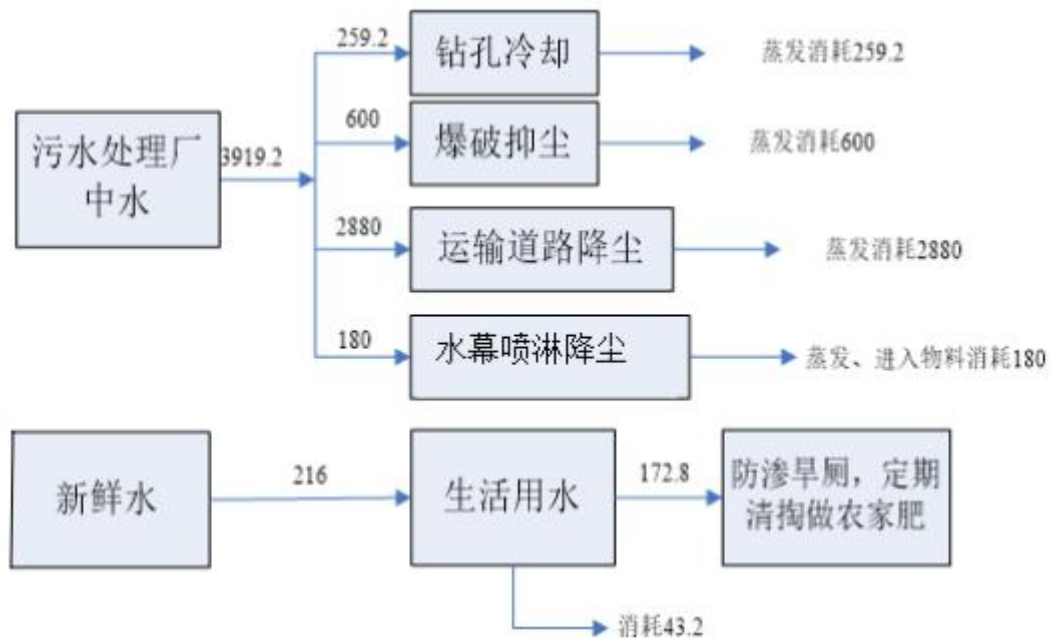 259.2
钻孔冷却
蒸发消耗259.2
污水处理厂
中水
3919.2
600
爆破抑尘
蒸发消耗600
2880
运输道路降尘
蒸发消耗2880
180
水幕喷淋降尘
蒸发、进入物料消耗180
新鲜水
216
生活用水
172.8
防渗旱厕，定期
清掏做农家肥
消耗43.2